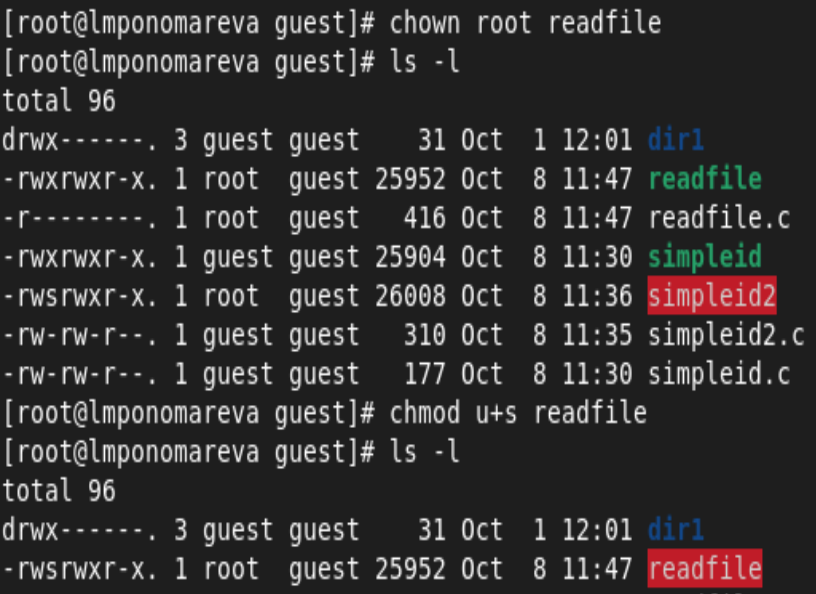 [root@lmponomareva guest]# chown root readfile
[root@lmponomareva guest]# ls -l
total 96
drwx------. 3 guest guest    31 Oct  1 12:01 dir1
-rwxrwxr-x. 1 root  guest 25952 Oct  8 11:47 readfile
-r--------. 1 root  guest   416 Oct  8 11:47 readfile.c
-rwxrwxr-x. 1 guest guest 25904 Oct  8 11:30 simpleid
-rwsrwxr-x. 1 root  guest 26008 Oct  8 11:36 simpleid2
-rw-rw-r--. 1 guest guest   310 Oct  8 11:35 simpleid2.c
-rw-rw-r--. 1 guest guest   177 Oct  8 11:30 simpleid.c
[root@lmponomareva guest]# chmod u+s readfile
[root@lmponomareva guest]# ls -l
total 96
drwx------. 3 guest guest    31 Oct  1 12:01 dir1
-rwsrwxr-x. 1 root  guest 25952 Oct  8 11:47 readfile